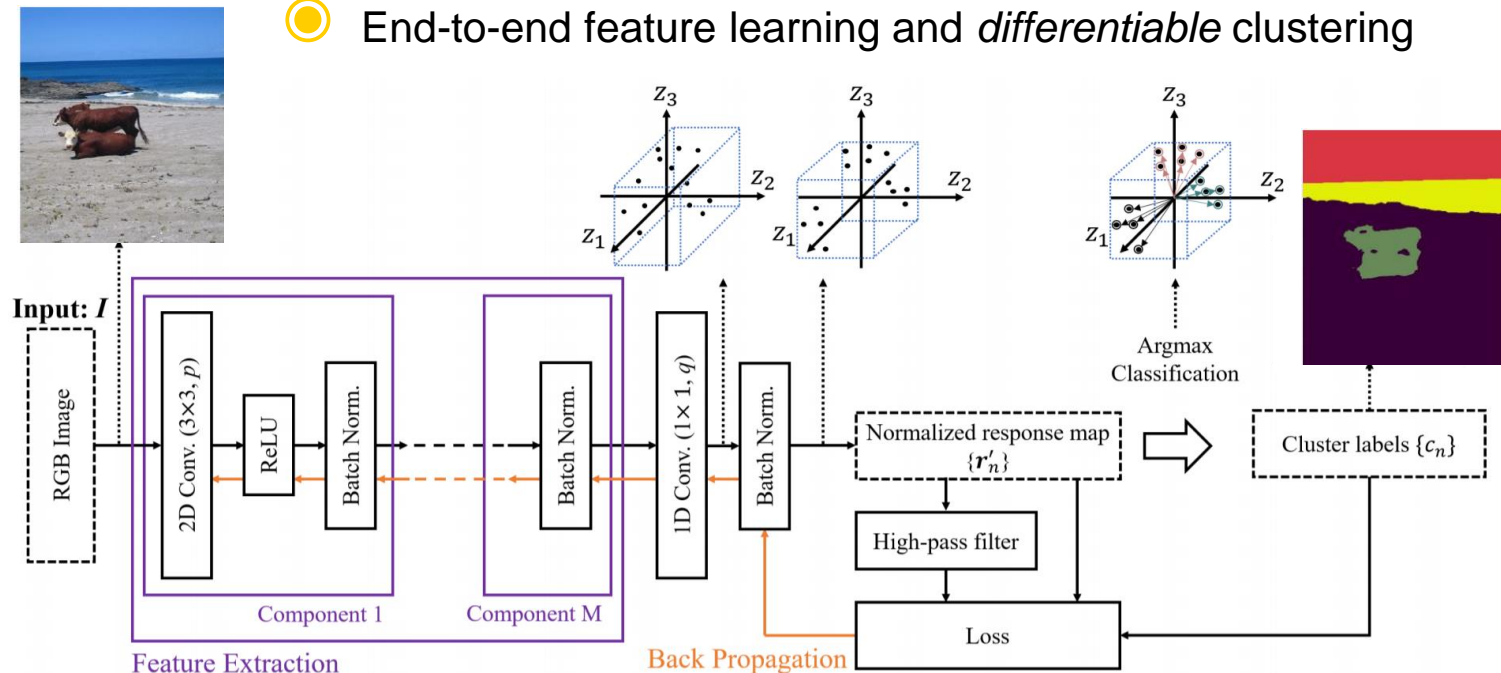 End-to-end feature learning and differentiable clustering
z₃
z₂
z₁
z₃
z₂
z₁
z₃
z₂
z₁
Input: I
RGB Image
2D Conv. (3×3, p)
ReLU
Batch Norm.
Component 1
Batch Norm.
Component M
Feature Extraction
1D Conv. (1× 1, q)
Batch Norm.
Back Propagation
Normalized response map
{r′ₙ}
High-pass filter
Loss
Argmax
Classification
Cluster labels {cₙ}